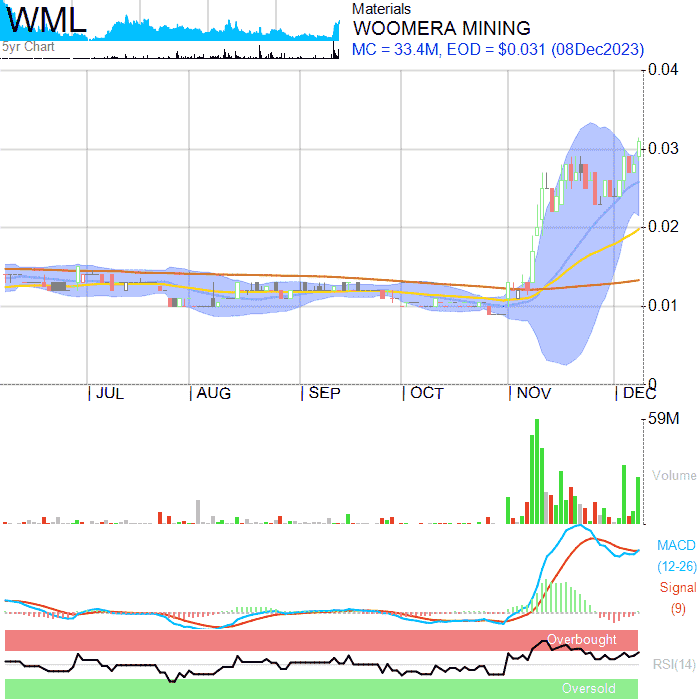 WML
5yr Chart
Materials
WOOMERA MINING
MC = 33.4M, EOD = $0.031 (08Dec2023)
0.04
0.03
0.02
0.01
0
JUL AUG SEP OCT NOV DEC
59M
Volume
MACD
(12-26)
Signal
(9)
Overbought
RSI(14)
Oversold